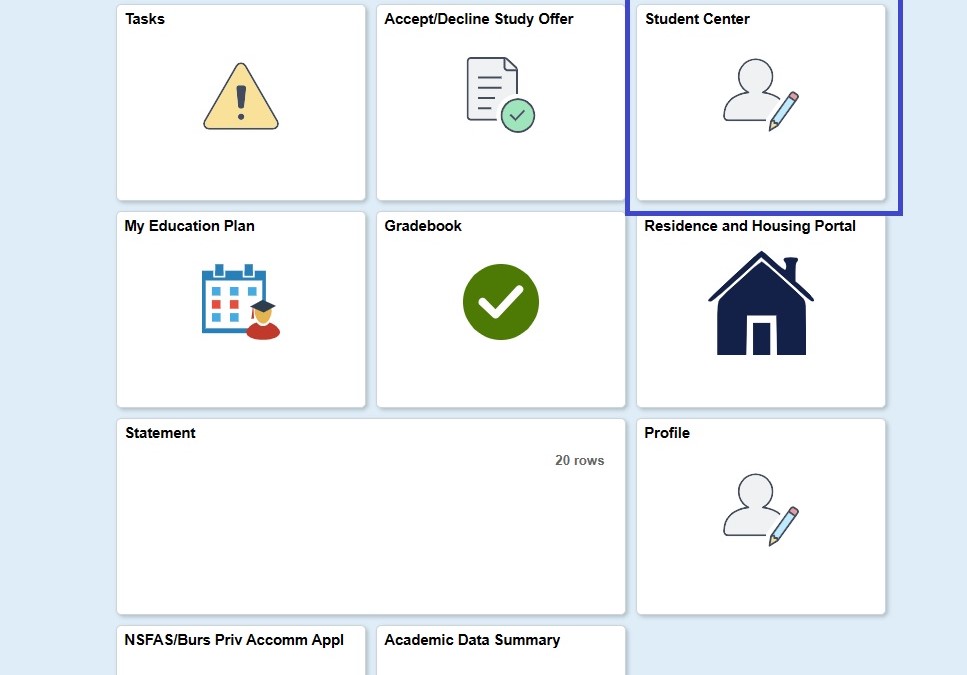 Tasks
Accept/Decline Study Offer
Student Center
My Education Plan
Gradebook
Residence and Housing Portal
Statement
20 rows
Profile
NSFAS/Burs Priv Accomm Appl
Academic Data Summary